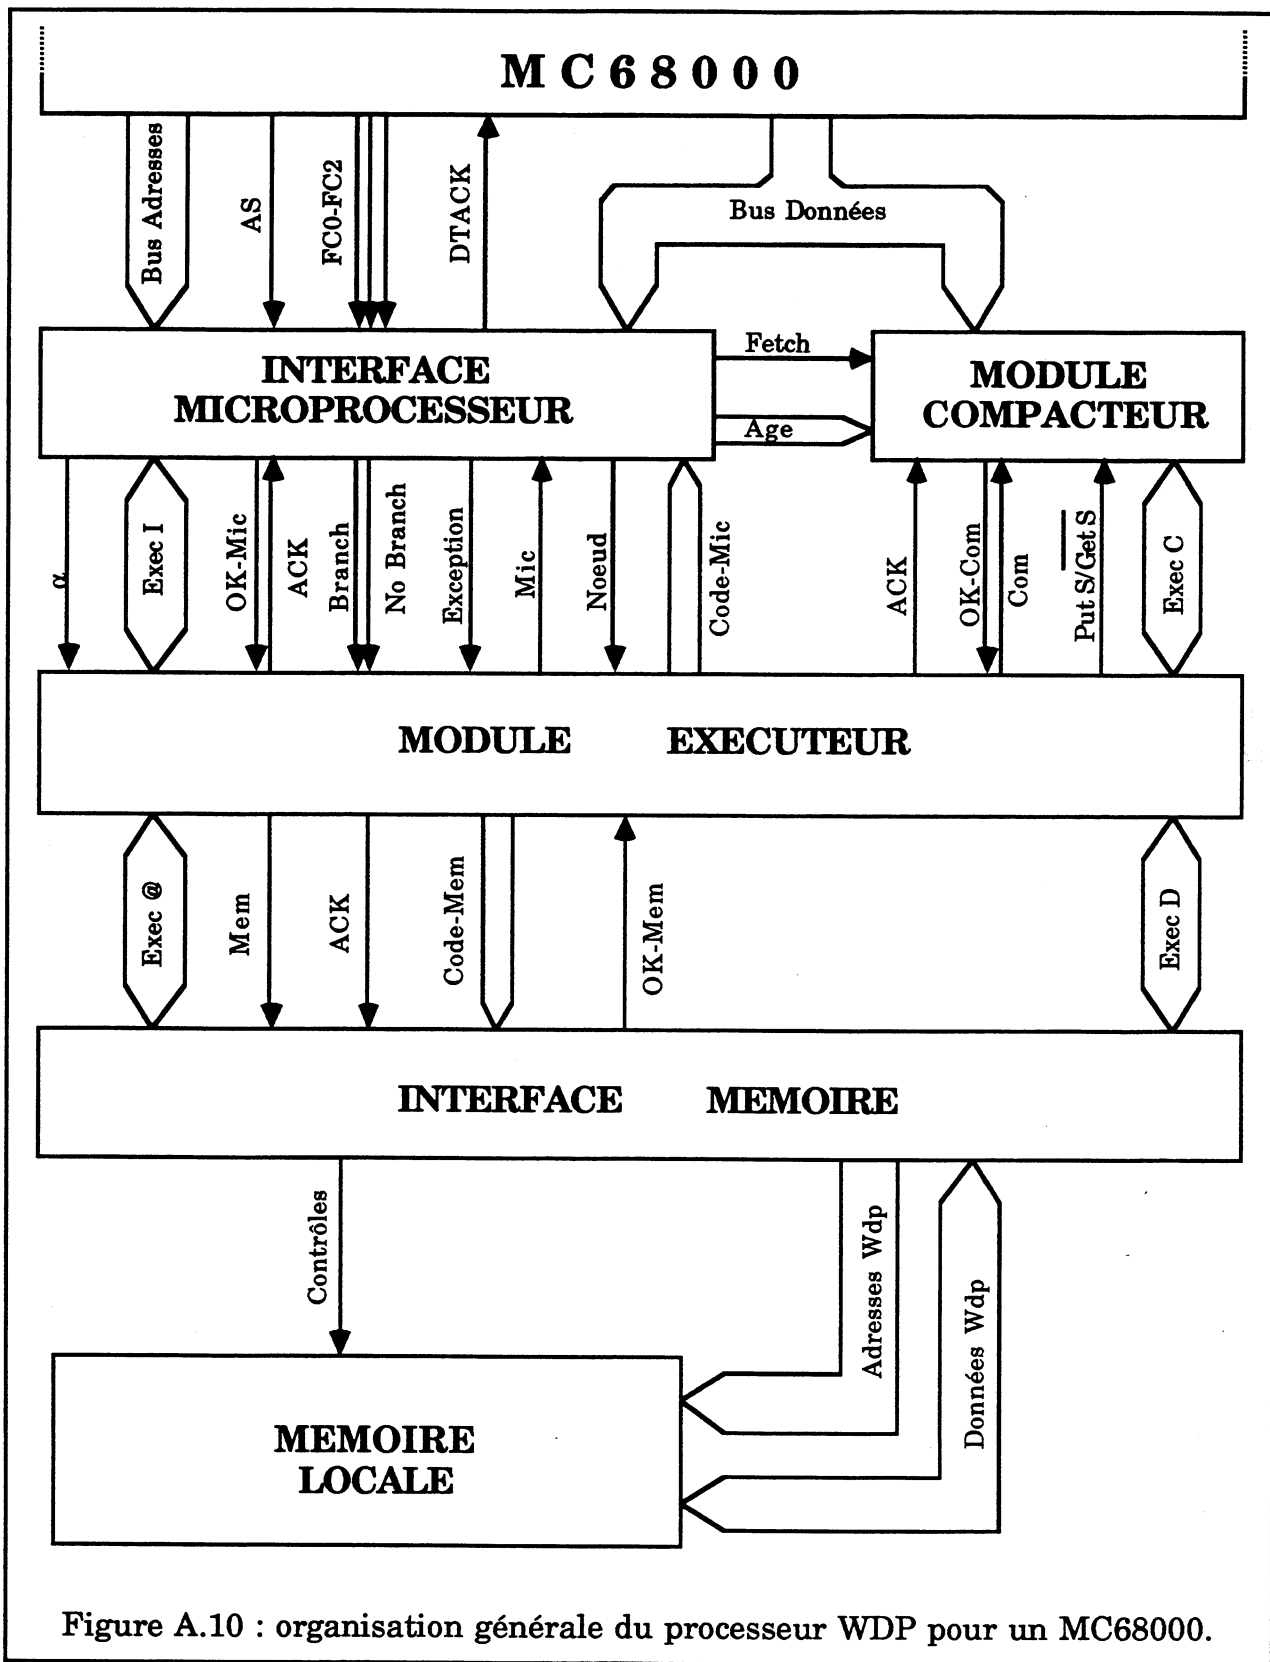 MC68000
Bus Adresses
AS
FC0-FC2
DTACK
Bus Données
INTERFACE
MICROPROCESSEUR
Fetch
Age
MODULE
COMPACTEUR
α
Exec I
OK-Mic
ACK
Branch
No Branch
Exception
Mic
Noeud
Code-Mic
ACK
OK-Com
Com
Put S/Get S
Exec C
MODULE EXECUTEUR
Exec @
Mem
ACK
Code-Mem
OK-Mem
Exec D
INTERFACE MEMOIRE
Contrôles
Adresses Wdp
Données Wdp
MEMOIRE
LOCALE
Figure A.10 : organisation générale du processeur WDP pour un MC68000.